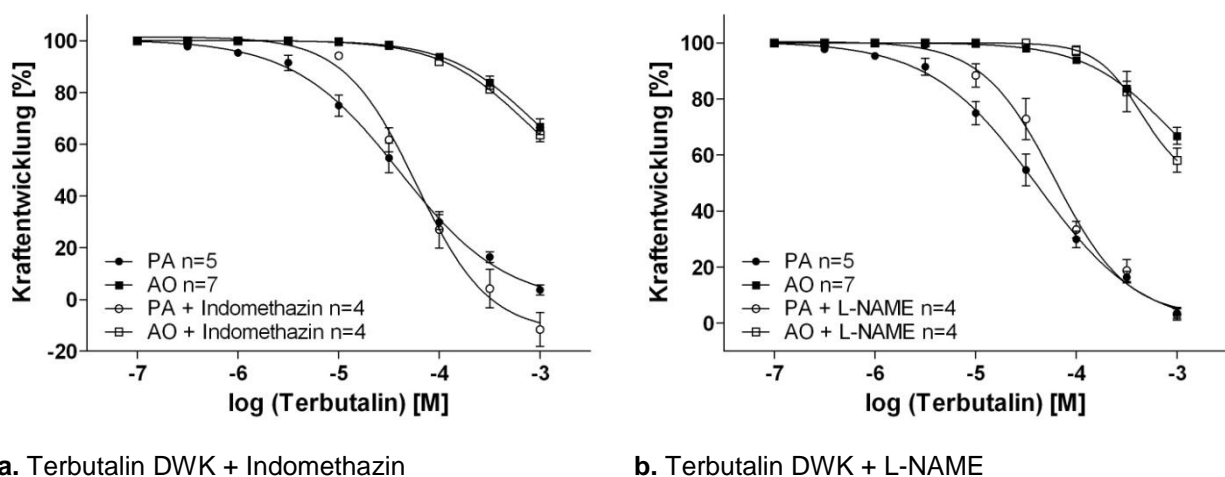 Kraftentwicklung [%]
100
80
60
40
20
0
-20
PA n=5
AO n=7
PA + Indomethazin n=4
AO + Indomethazin n=4
-7 -6 -5 -4 -3
log (Terbutalin) [M]
Kraftentwicklung [%]
100
80
60
40
20
0
PA n=5
AO n=7
PA + L-NAME n=4
AO + L-NAME n=4
-7 -6 -5 -4 -3
log (Terbutalin) [M]
a. Terbutalin DWK + Indomethazin
b. Terbutalin DWK + L-NAME